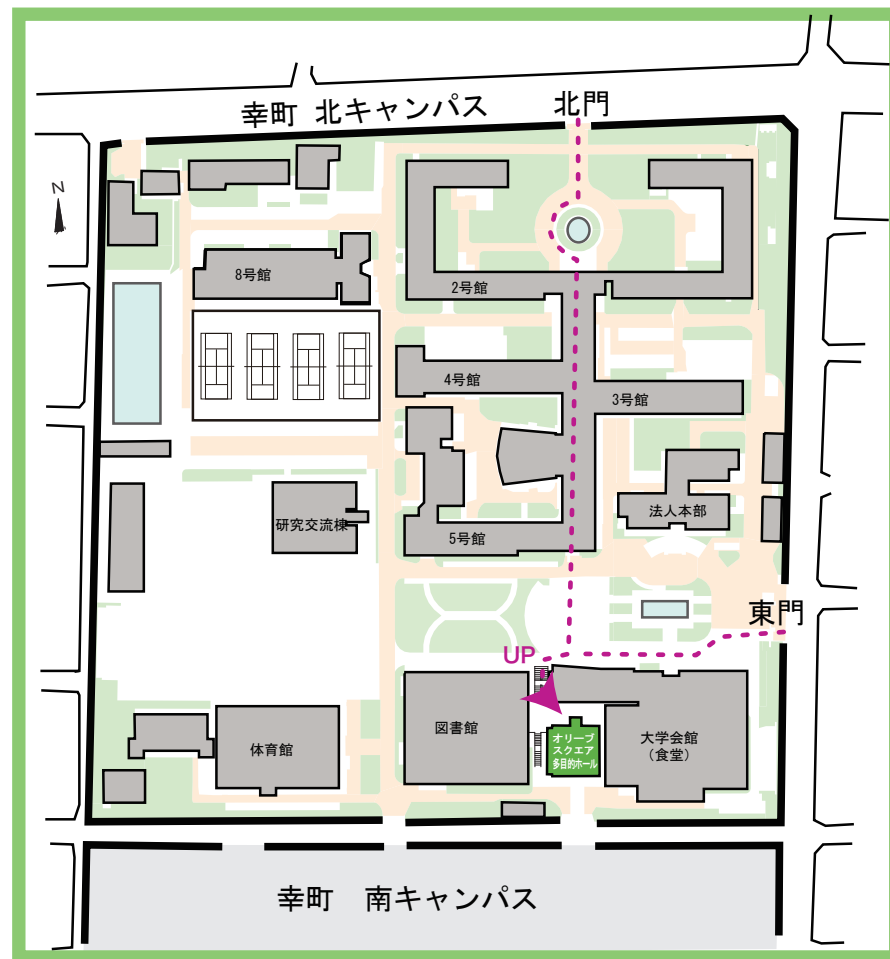 幸町 北キャンパス
北門
N
8号館
2号館
4号館
3号館
研究交流棟
5号館
法人本部
東門
UP
図書館
オリーブ
スクエア
多目的ホール
大学会館
(食堂)
体育館
幸町　南キャンパス